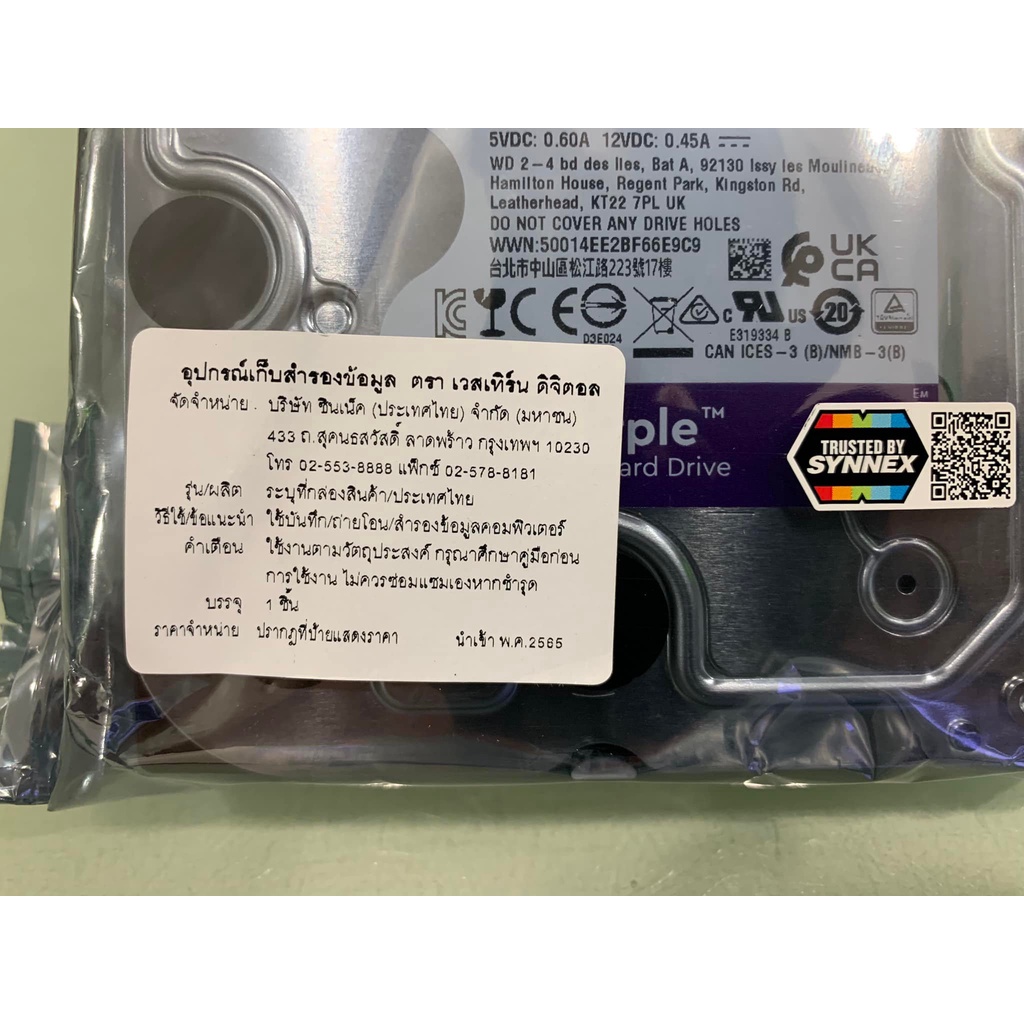 5VDC: 0.60A 12VDC: 0.45A
WD 2-4 bd des Iles, Bat A, 92130 Issy les
Hamilton House, Regent Park, Kingston Rd,
Leatherhead, KT22 7PL UK
DO NOT COVER ANY DRIVE HOLES
WWN:50014EE2BF66E9C9
台北市中山區松江路223號17樓
UK
CA
CE
D3E024
C UL US
E319334 B
20
CAN ICES-3 (B)/NMB-3(B)
EM
rple™
ard Drive
TRUSTED BY
SYNNEX
อุปกรณ์เก็บสำรองข้อมูล ตรา เวสเทิร์น ดิจิตอล
จัดจำหน่าย . บริษัท ซินเน็ค (ประเทศไทย) จำกัด (มหาชน)
433 ถ.สุคนธสวัสดิ์ ลาดพร้าว กรุงเทพฯ 10230
โทร 02-553-8888 แฟ็กซ์ 02-578-8181
รุ่น/ผลิต ระบุที่กล่องสินค้า/ประเทศไทย
วิธีใช้/ข้อแนะนำ ใช้บันทึก/ถ่ายโอน/สำรองข้อมูลคอมพิวเตอร์
คำเตือน ใช้งานตามวัตถุประสงค์ กรุณาศึกษาคู่มือก่อน
การใช้งาน ไม่ควรซ่อมแซมเองหากชำรุด
บรรจุ 1 ชิ้น
ราคาจำหน่าย ปรากฎที่ป้ายแสดงราคา นำเข้า พ.ค.2565